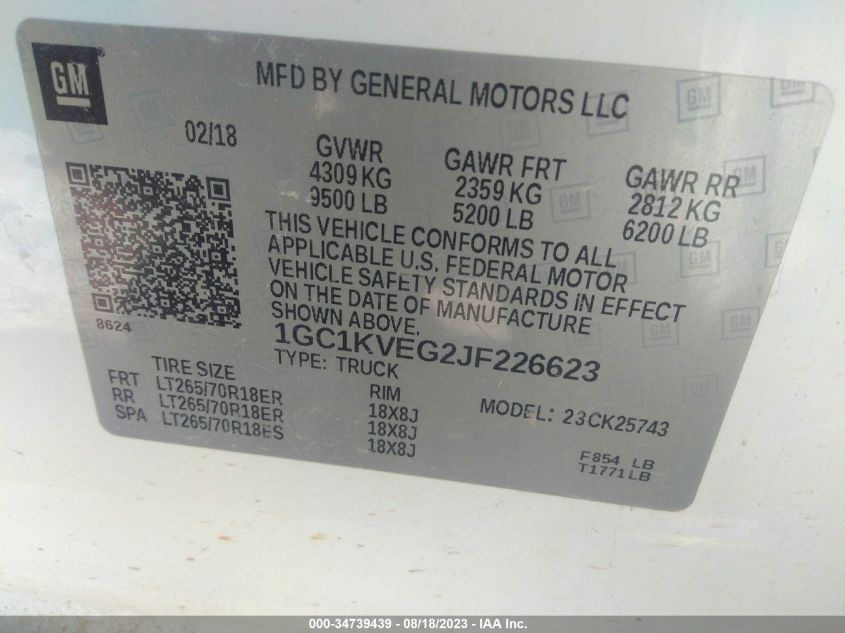 GM
MFD BY GENERAL MOTORS LLC
02/18
GVWR
4309 KG
9500 LB
GAWR FRT
2359 KG
5200 LB
GAWR RR
2812 KG
6200 LB
THIS VEHICLE CONFORMS TO ALL
APPLICABLE U.S. FEDERAL MOTOR
VEHICLE SAFETY STANDARDS IN EFFECT
ON THE DATE OF MANUFACTURE
SHOWN ABOVE.
8624
1GC1KVEG2JF226623
TYPE: TRUCK
MODEL: 23CK25743
TIRE SIZE RIM
FRT LT265/70R18ER 18X8J
RR LT265/70R18ER 18X8J
SPA LT265/70R18ES 18X8J
F854 LB
T1771LB
000-34739439 - 08/18/2023 - IAA Inc.